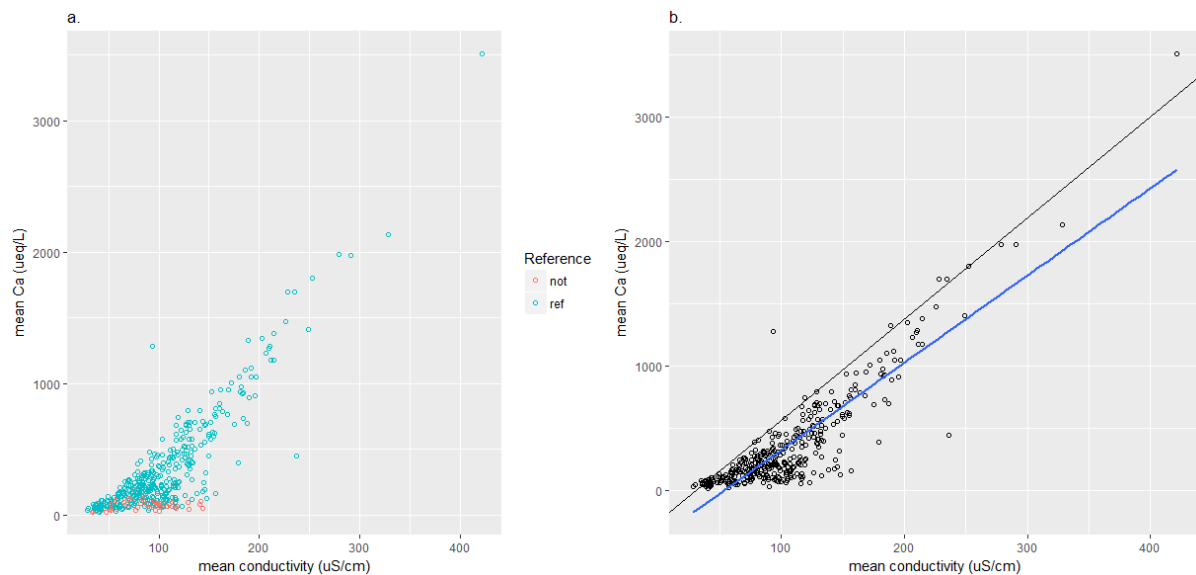 a.
mean Ca (ueq/L)
3000
2000
1000
0
100 200 300 400
mean conductivity (uS/cm)
Reference
not
ref
b.
mean Ca (ueq/L)
3000
2000
1000
0
100 200 300 400
mean conductivity (uS/cm)